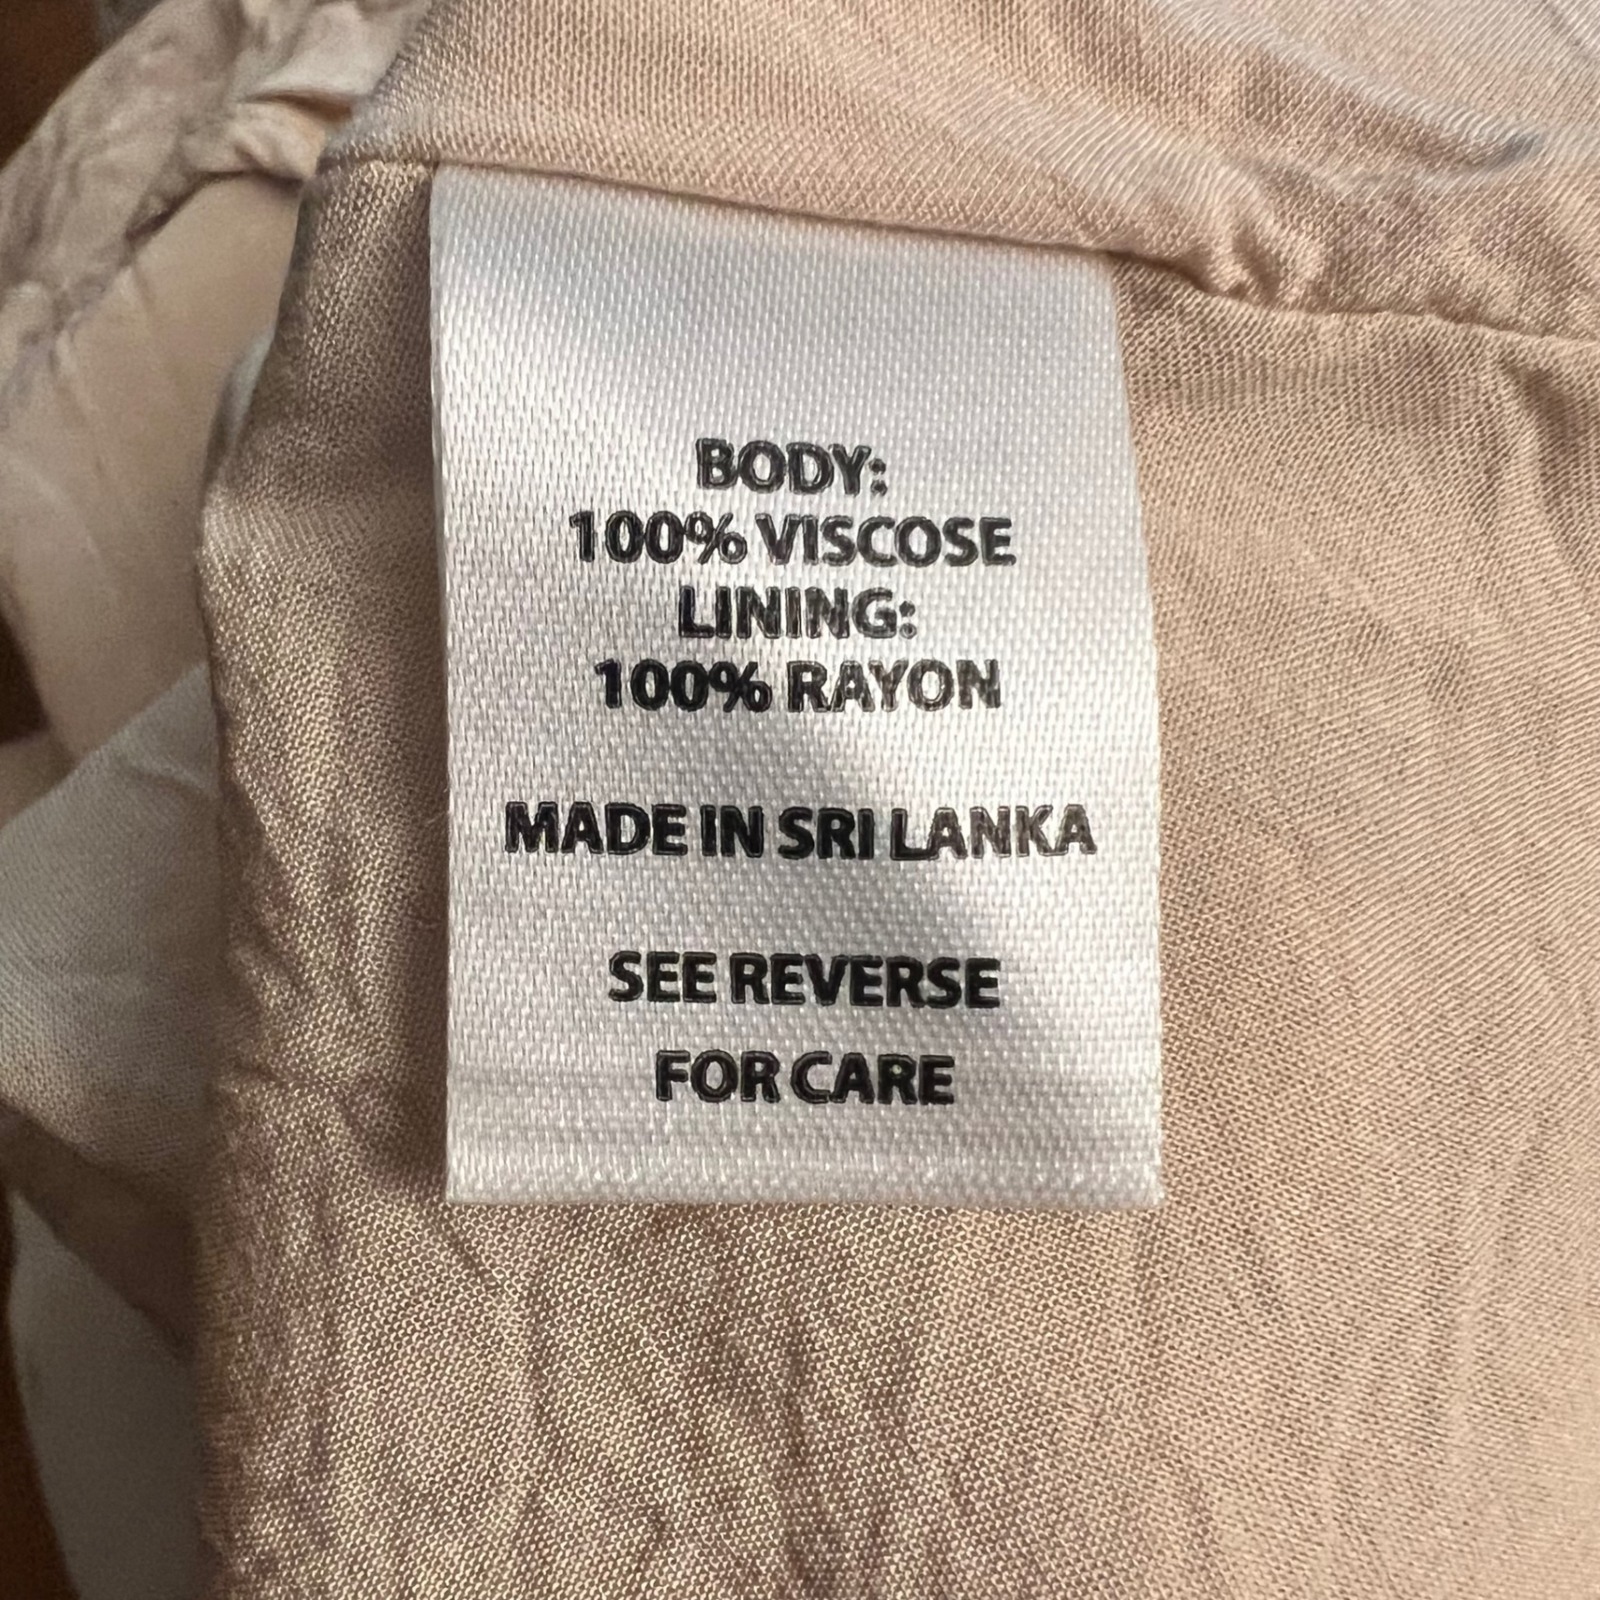 BODY:
100% VISCOSE
LINING:
100% RAYON
MADE IN SRI LANKA
SEE REVERSE
FOR CARE